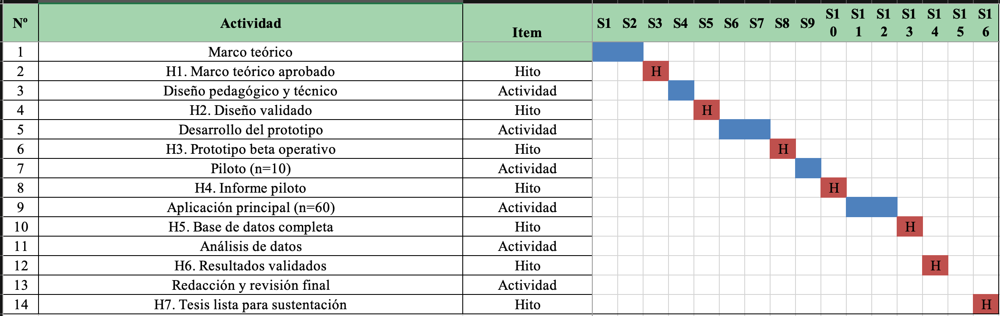 Nº Actividad Item S1 S2 S3 S4 S5 S6 S7 S8 S9 S10 S11 S12 S13 S14 S15 S16
1 Marco teórico
2 H1. Marco teórico aprobado Hito H
3 Diseño pedagógico y técnico Actividad
4 H2. Diseño validado Hito H
5 Desarrollo del prototipo Actividad
6 H3. Prototipo beta operativo Hito H
7 Piloto (n=10) Actividad
8 H4. Informe piloto Hito H
9 Aplicación principal (n=60) Actividad
10 H5. Base de datos completa Hito H
11 Análisis de datos Actividad
12 H6. Resultados validados Hito H
13 Redacción y revisión final Actividad
14 H7. Tesis lista para sustentación Hito H